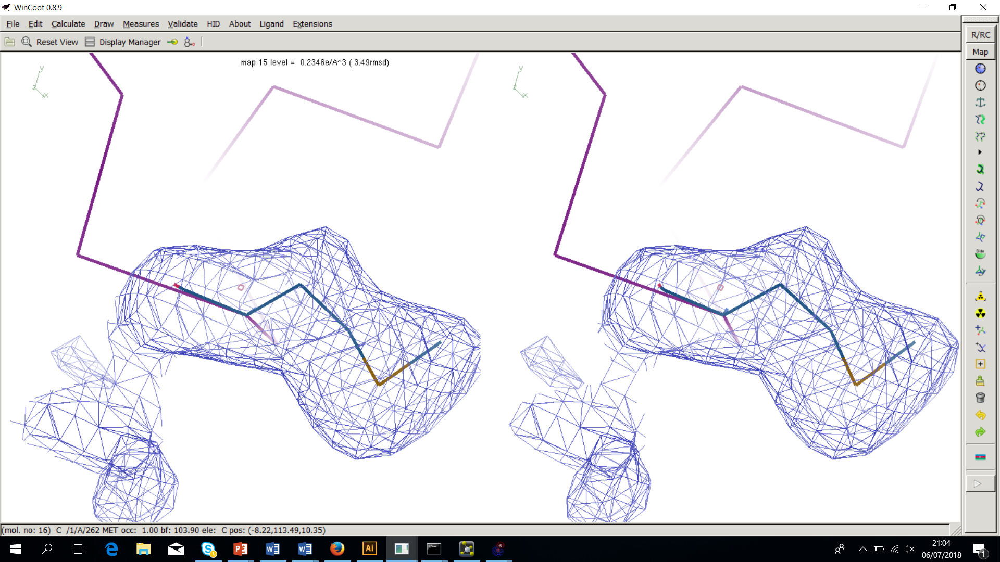 WinCoot 0.8.9
File Edit Calculate Draw Measures Validate HID About Ligand Extensions
R/RC
Reset View Display Manager
Map
map 15 level = 0.2346e/A^3 ( 3.49rmsd)
y
z
x
y
z
x
Side
(mol. no: 16) C /1/A/262 MET occ: 1.00 bf: 103.90 ele: C pos: (-8.22,113.49,10.35)
21:04
06/07/2018
1